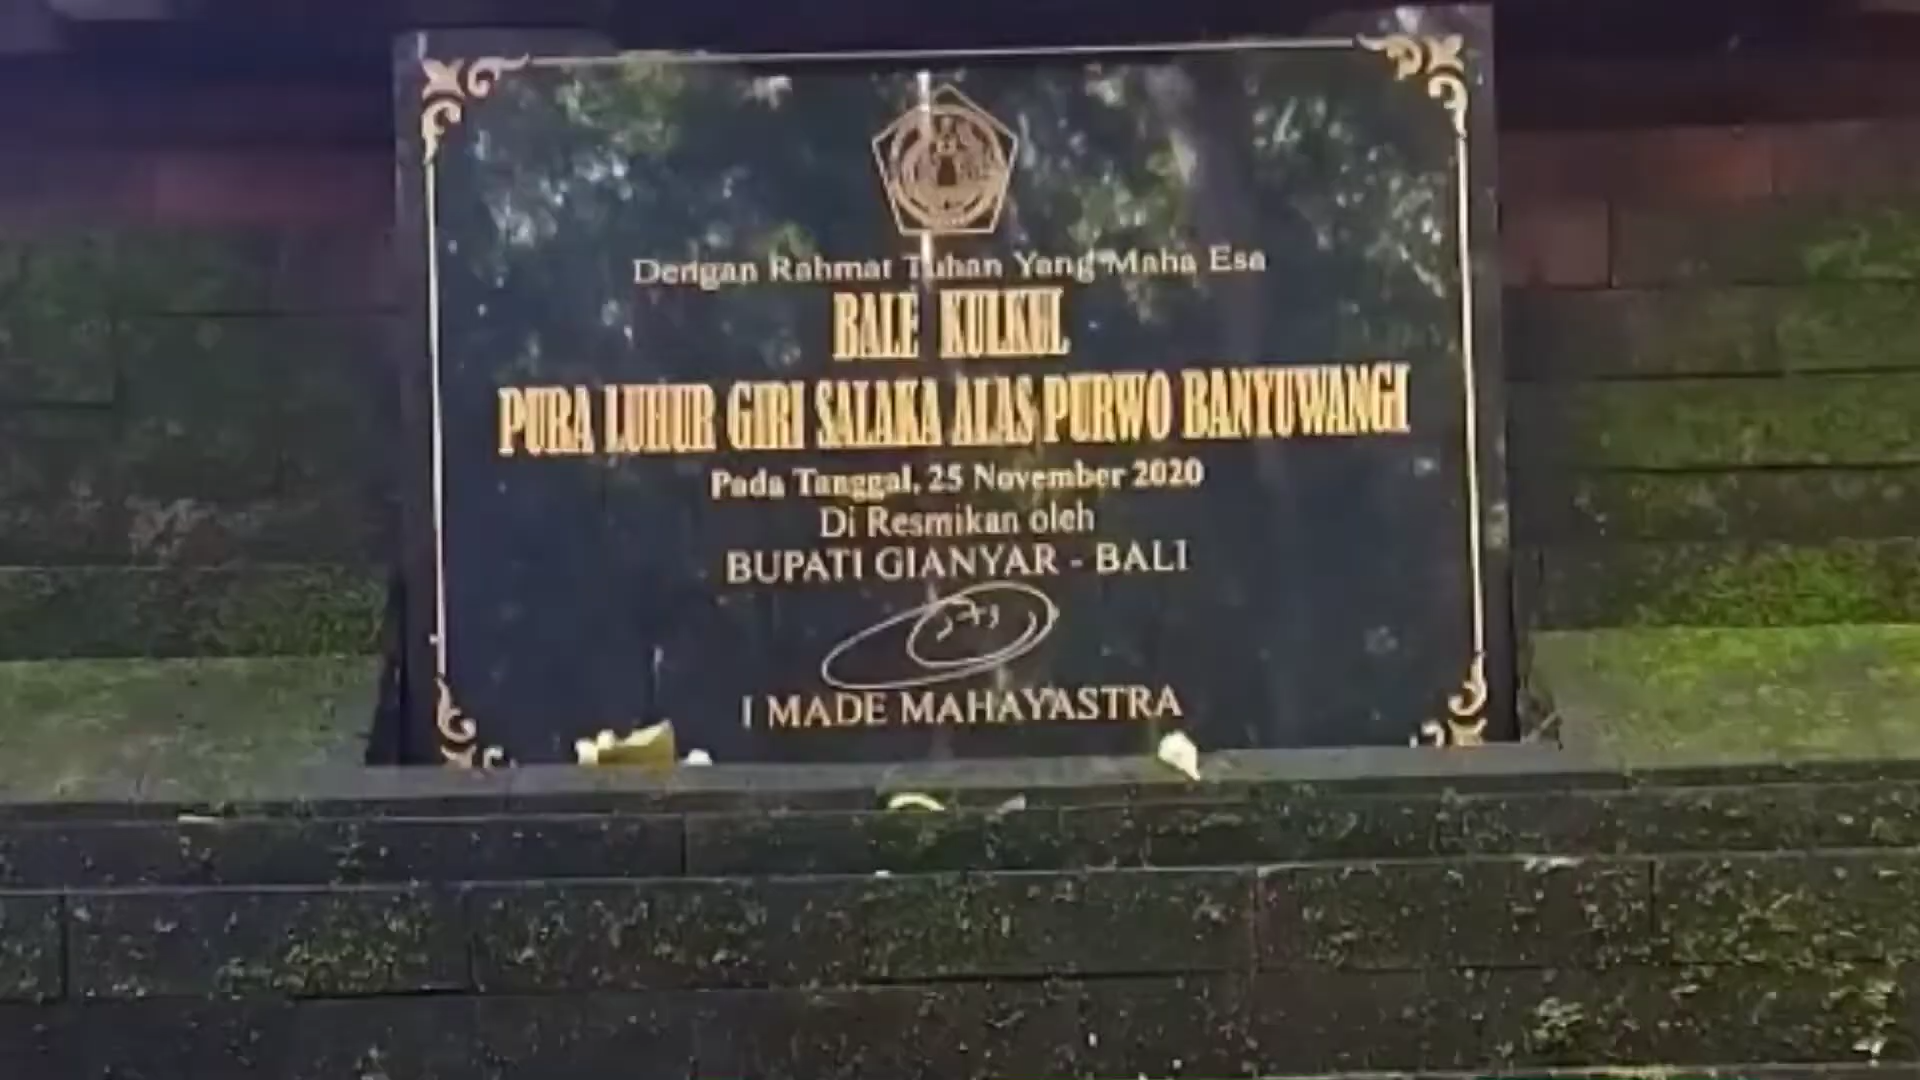 Dengan Rahmat Tuhan Yang Maha Esa
BALE KULKUL
PURA LUHUR GIRI SALAKA ALAS PURWO BANYUWANGI
Pada Tanggal, 25 November 2020
Di Resmikan oleh
BUPATI GIANYAR - BALI
I MADE MAHAYASTRA